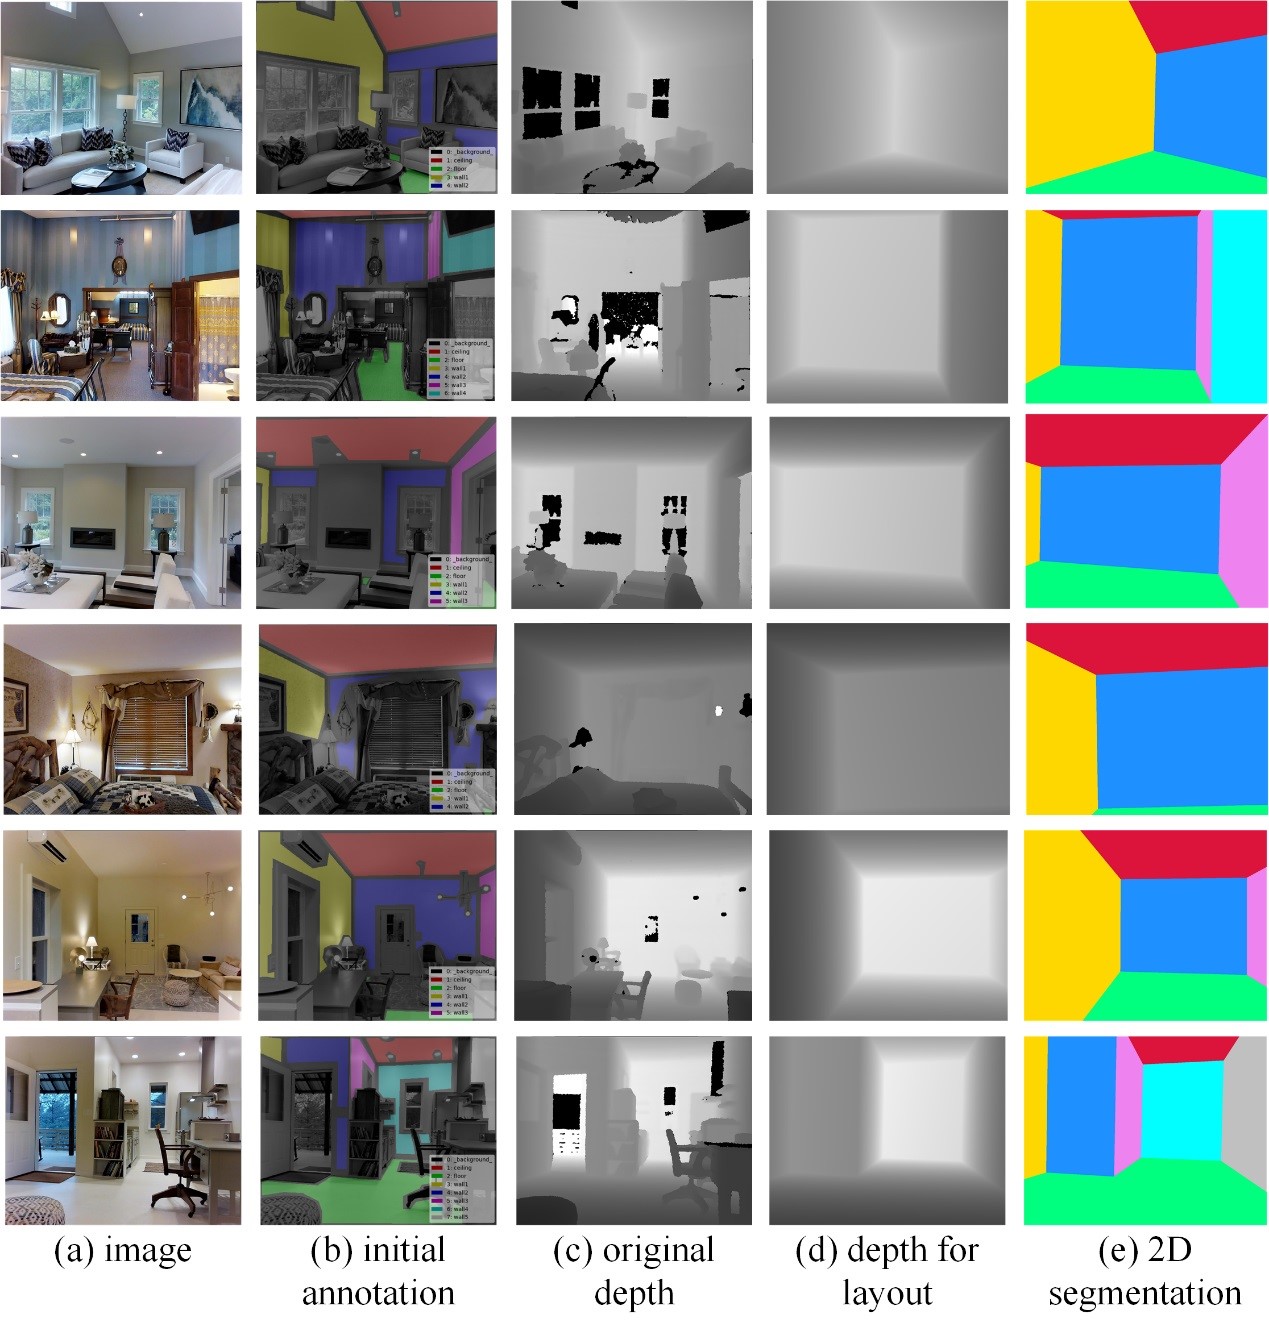 0: _background_
1: ceiling
2: floor
3: wall1
4: wall2
0: _background_
1: ceiling
2: floor
3: wall1
4: wall2
5: wall3
6: wall4
0: _background_
1: ceiling
2: floor
3: wall1
4: wall2
5: wall3
0: _background_
1: ceiling
2: floor
3: wall1
4: wall2
0: _background_
1: ceiling
2: floor
3: wall1
4: wall2
5: wall3
0: _background_
1: ceiling
2: floor
3: wall1
4: wall2
5: wall3
6: wall4
7: wall5
(a) image
(b) initial
annotation
(c) original
depth
(d) depth for
layout
(e) 2D
segmentation